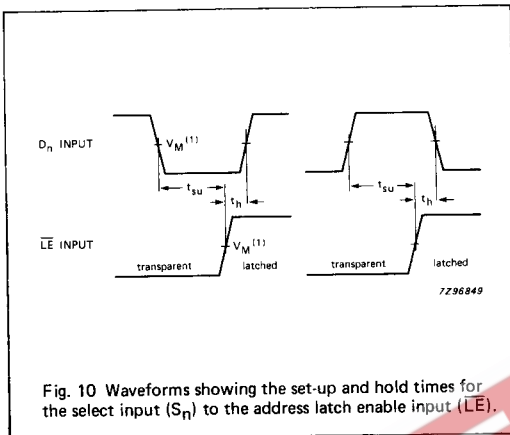 Dn INPUT
VM(1)
tsu
th
tsu
th
LE INPUT
VM(1)
transparent
latched
transparent
latched
7Z96849
Fig. 10 Waveforms showing the set-up and hold times for
the select input (Sn) to the address latch enable input (LE).